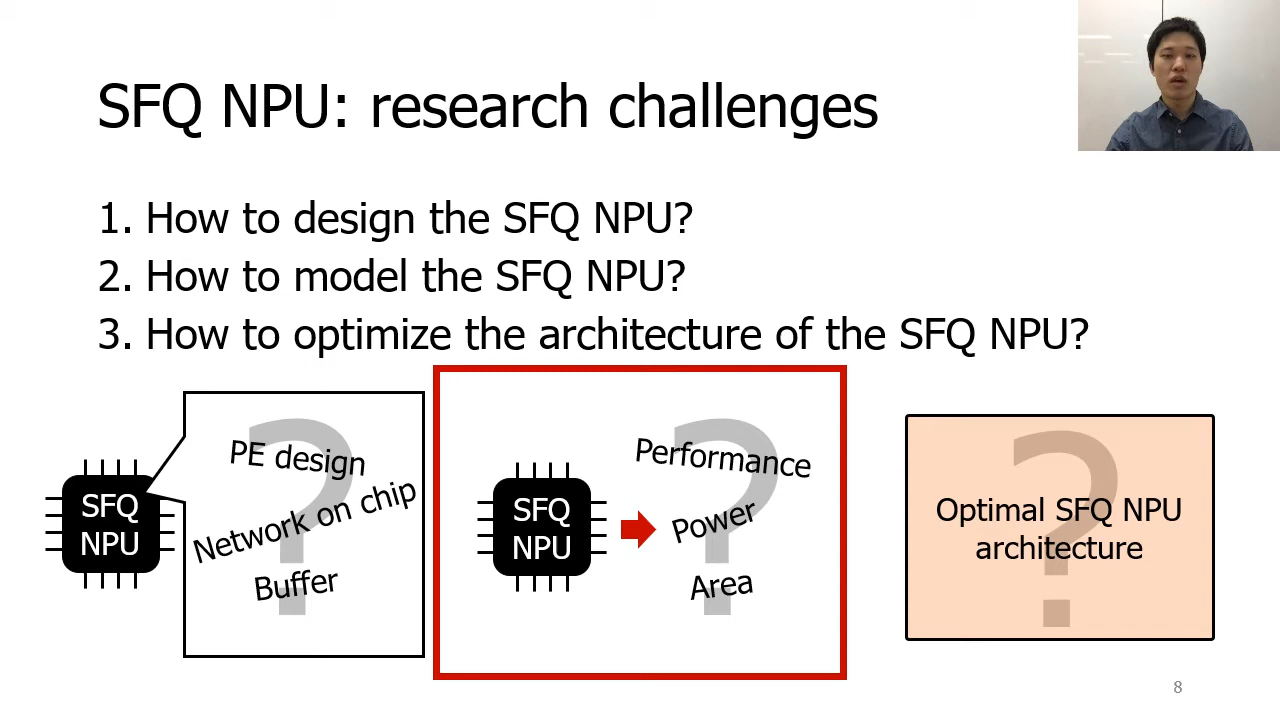 SFQ NPU: research challenges
1. How to design the SFQ NPU?
2. How to model the SFQ NPU?
3. How to optimize the architecture of the SFQ NPU?
SFQ
NPU
PE design
Network on chip
Buffer
SFQ
NPU
Performance
Power
Area
Optimal SFQ NPU
architecture
?
?
?
8